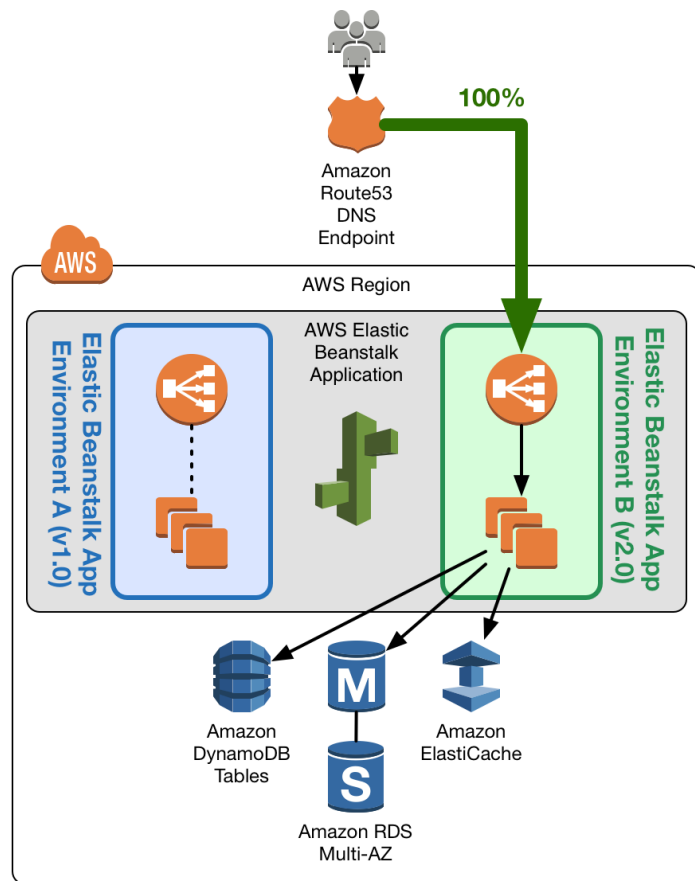 100%
Amazon
Route53
DNS
Endpoint
AWS
AWS Region
Elastic Beanstalk App
Environment A (v1.0)
AWS Elastic
Beanstalk
Application
Elastic Beanstalk App
Environment B (v2.0)
M
Amazon
DynamoDB
Tables
Amazon
ElastiCache
S
Amazon RDS
Multi-AZ